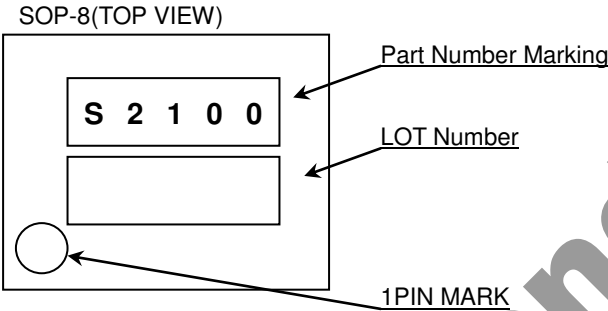 SOP-8(TOP VIEW)
Part Number Marking
S 2 1 0 0
LOT Number
1PIN MARK